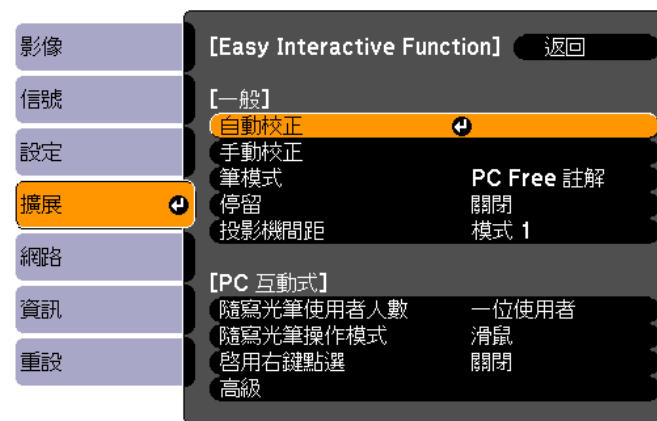 影像
信號
設定
擴展
網路
資訊
重設
[Easy Interactive Function] 返回
[一般]
自動校正
手動校正
筆模式 PC Free 註解
停留 關閉
投影機間距 模式 1
[PC 互動式]
隨寫光筆使用者人數 一位使用者
隨寫光筆操作模式 滑鼠
啓用右鍵點選 關閉
高級